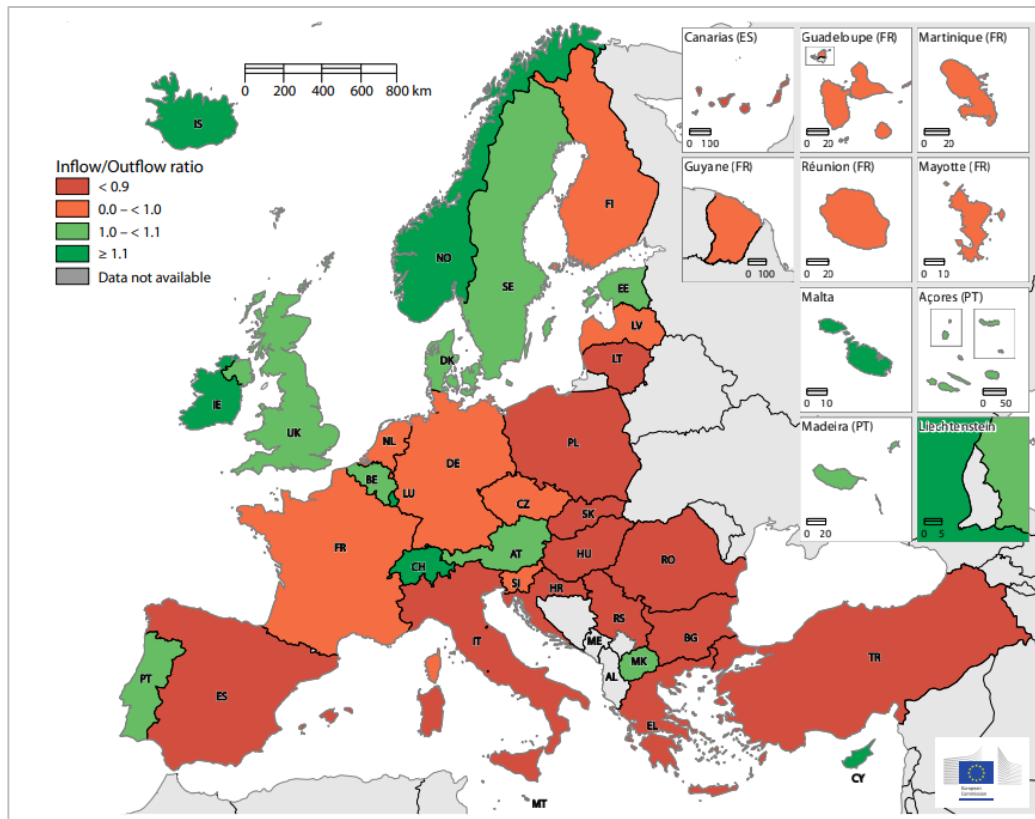 0 200 400 600 800 km
Inflow/Outflow ratio
< 0.9
0.0 – < 1.0
1.0 – < 1.1
≥ 1.1
Data not available
IS
NO
SE
FI
EE
LV
LT
DK
IE
UK
NL
BE
LU
DE
PL
CZ
SK
FR
CH
AT
HU
RO
SI
HR
RS
IT
ME
BG
MK
AL
PT
ES
EL
TR
CY
MT
Canarias (ES)
0 100
Guadeloupe (FR)
0 20
Martinique (FR)
0 20
Guyane (FR)
0 100
Réunion (FR)
0 20
Mayotte (FR)
0 10
Malta
0 10
Açores (PT)
0 50
Madeira (PT)
0 20
Liechtenstein
0 5
European
Commission